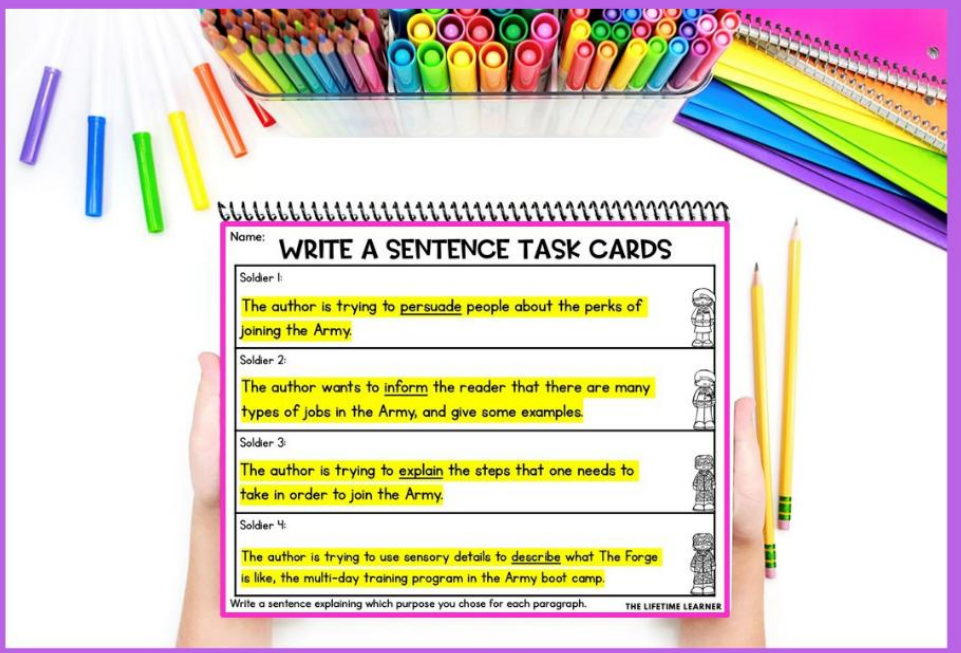 Name:
WRITE A SENTENCE TASK CARDS
Soldier 1:
The author is trying to persuade people about the perks of
joining the Army.
Soldier 2:
The author wants to inform the reader that there are many
types of jobs in the Army, and give some examples.
Soldier 3:
The author is trying to explain the steps that one needs to
take in order to join the Army.
Soldier 4:
The author is trying to use sensory details to describe what The Forge
is like, the multi-day training program in the Army boot camp.
Write a sentence explaining which purpose you chose for each paragraph.
THE LIFETIME LEARNER